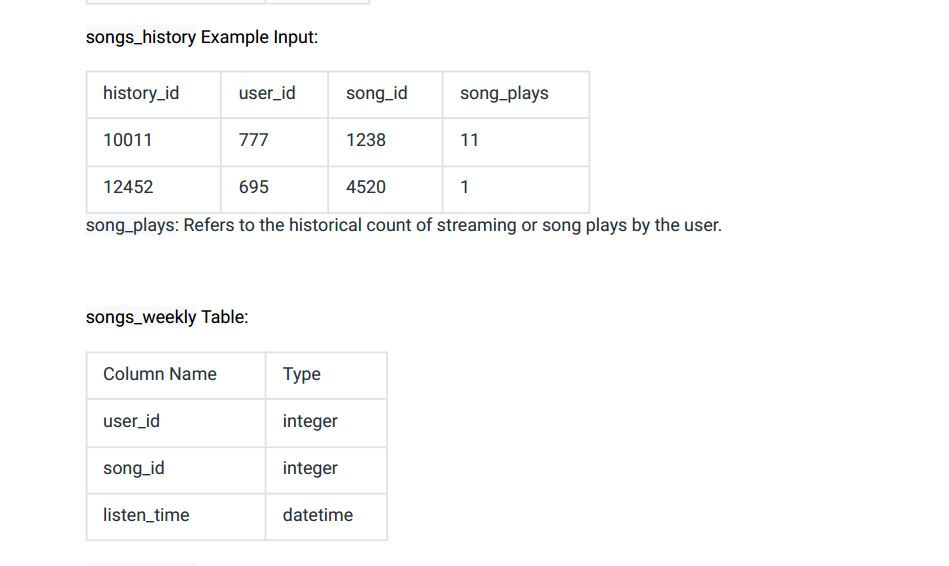 songs_history Example Input:
history_id user_id song_id song_plays
10011 777 1238 11
12452 695 4520 1
song_plays: Refers to the historical count of streaming or song plays by the user.
songs_weekly Table:
Column Name Type
user_id integer
song_id integer
listen_time datetime